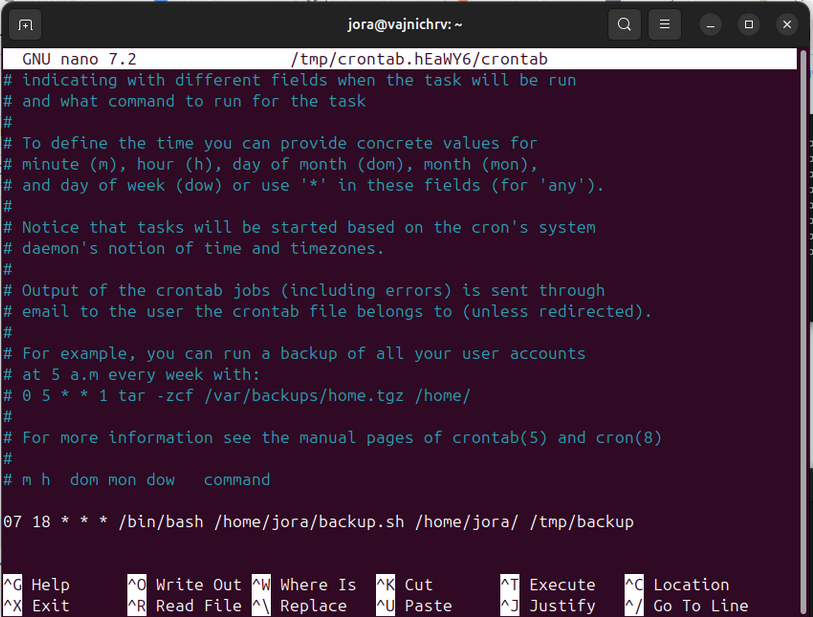 jora@vajnichrv: ~
GNU nano 7.2 /tmp/crontab.hEaWY6/crontab
# indicating with different fields when the task will be run
# and what command to run for the task
#
# To define the time you can provide concrete values for
# minute (m), hour (h), day of month (dom), month (mon),
# and day of week (dow) or use '*' in these fields (for 'any').
#
# Notice that tasks will be started based on the cron's system
# daemon's notion of time and timezones.
#
# Output of the crontab jobs (including errors) is sent through
# email to the user the crontab file belongs to (unless redirected).
#
# For example, you can run a backup of all your user accounts
# at 5 a.m every week with:
# 0 5 * * 1 tar -zcf /var/backups/home.tgz /home/
#
# For more information see the manual pages of crontab(5) and cron(8)
#
# m h  dom mon dow   command
07 18 * * * /bin/bash /home/jora/backup.sh /home/jora/ /tmp/backup
^G Help ^O Write Out ^W Where Is ^K Cut ^T Execute ^C Location
^X Exit ^R Read File ^\ Replace ^U Paste ^J Justify ^/ Go To Line